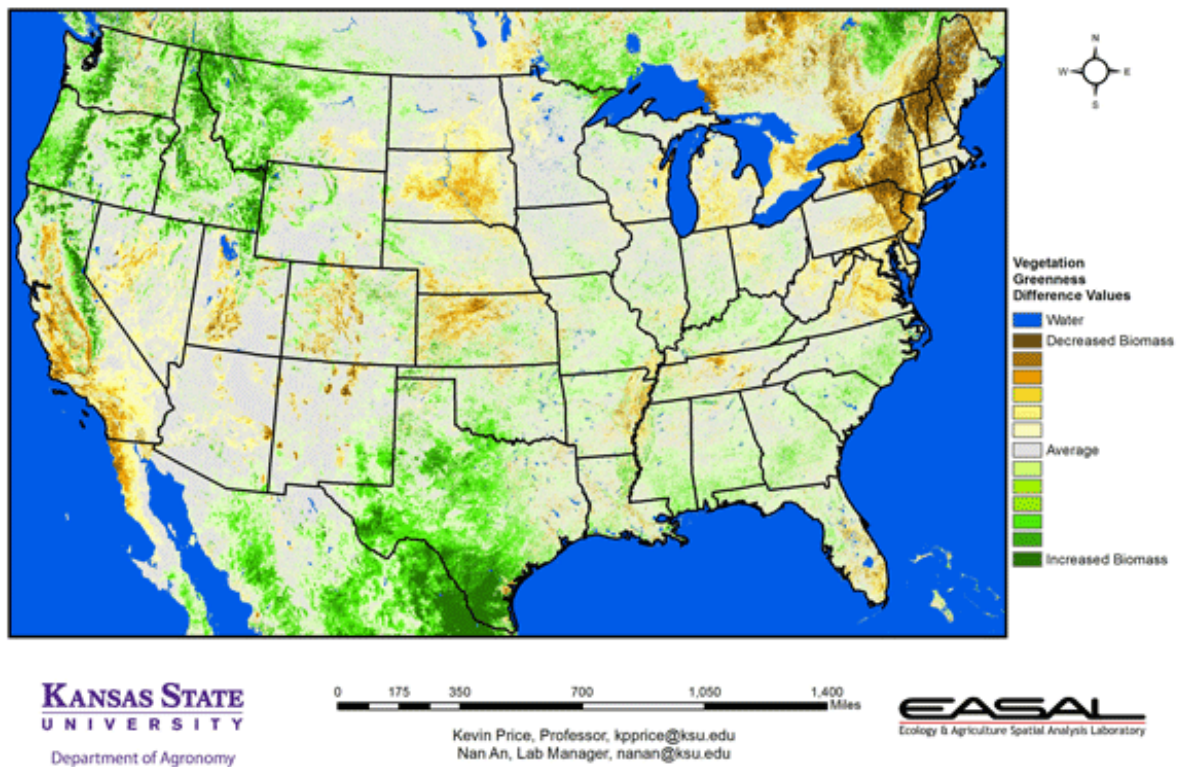 N
W E
S
Vegetation
Greenness
Difference Values
Water
Decreased Biomass
Average
Increased Biomass
KANSAS STATE
UNIVERSITY
Department of Agronomy
0 175 350 700 1,050 1,400
Miles
Kevin Price, Professor, kpprice@ksu.edu
Nan An, Lab Manager, nanan@ksu.edu
EASAL
Ecology & Agriculture Spatial Analysis Laboratory